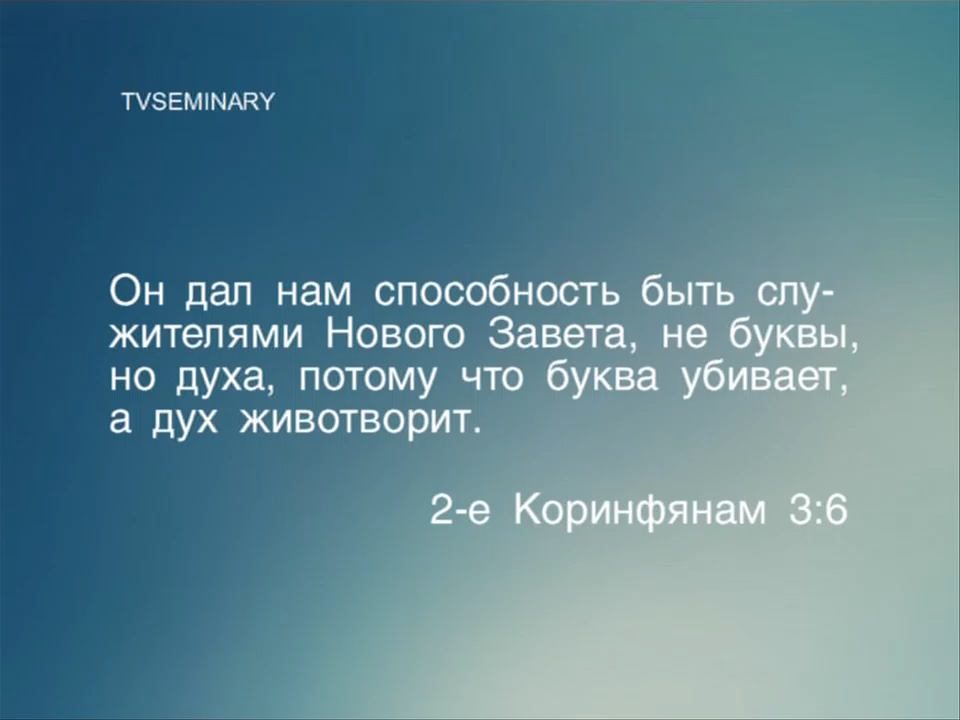 TVSEMINARY
Он дал нам способность быть слу-
жителями Нового Завета, не буквы,
но духа, потому что буква убивает,
а дух животворит.
2-е Коринфянам 3:6